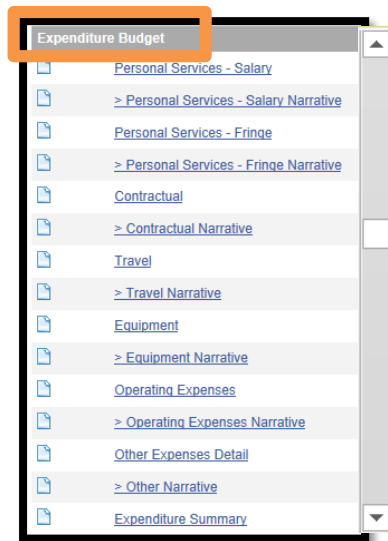 Expenditure Budget
Personal Services - Salary
> Personal Services - Salary Narrative
Personal Services - Fringe
> Personal Services - Fringe Narrative
Contractual
> Contractual Narrative
Travel
> Travel Narrative
Equipment
> Equipment Narrative
Operating Expenses
> Operating Expenses Narrative
Other Expenses Detail
> Other Narrative
Expenditure Summary